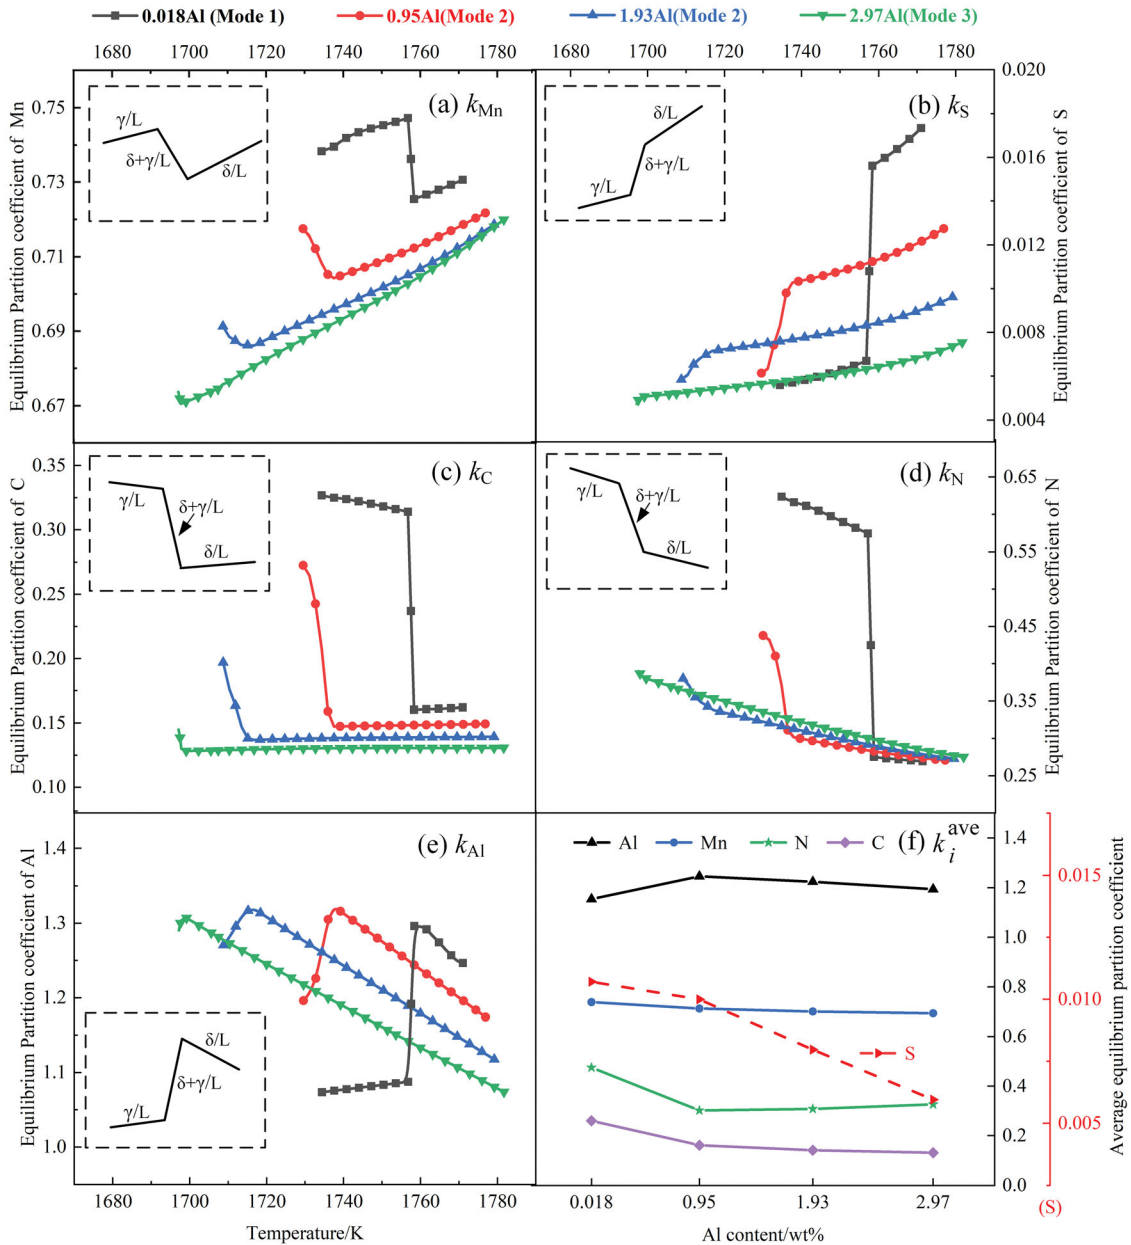 0.018Al (Mode 1) 0.95Al(Mode 2) 1.93Al(Mode 2) 2.97Al(Mode 3)
1680 1700 1720 1740 1760 1780
1680 1700 1720 1740 1760 1780
Equilibrium Partition coefficient of Mn
0.75
0.73
0.71
0.69
0.67
(a) kMn
γ/L
δ+γ/L
δ/L
(b) kS
δ/L
δ+γ/L
γ/L
0.020
0.016
0.012
0.008
0.004
Equilibrium Partition coefficient of S
Equilibrium Partition coefficient of C
0.35
0.30
0.25
0.20
0.15
0.10
(c) kC
γ/L
δ+γ/L
δ/L
(d) kN
γ/L
δ+γ/L
δ/L
0.65
0.55
0.45
0.35
0.25
Equilibrium Partition coefficient of N
Equilibrium Partition coefficient of Al
1.4
1.3
1.2
1.1
1.0
(e) kAl
δ/L
δ+γ/L
γ/L
1680 1700 1720 1740 1760 1780
Temperature/K
Al Mn N C (f) kiave
S
1.4
1.2
1.0
0.8
0.6
0.4
0.2
0.0
0.015
0.010
0.005
(S)
Average equilibrium partition coefficient
0.018 0.95 1.93 2.97
Al content/wt%